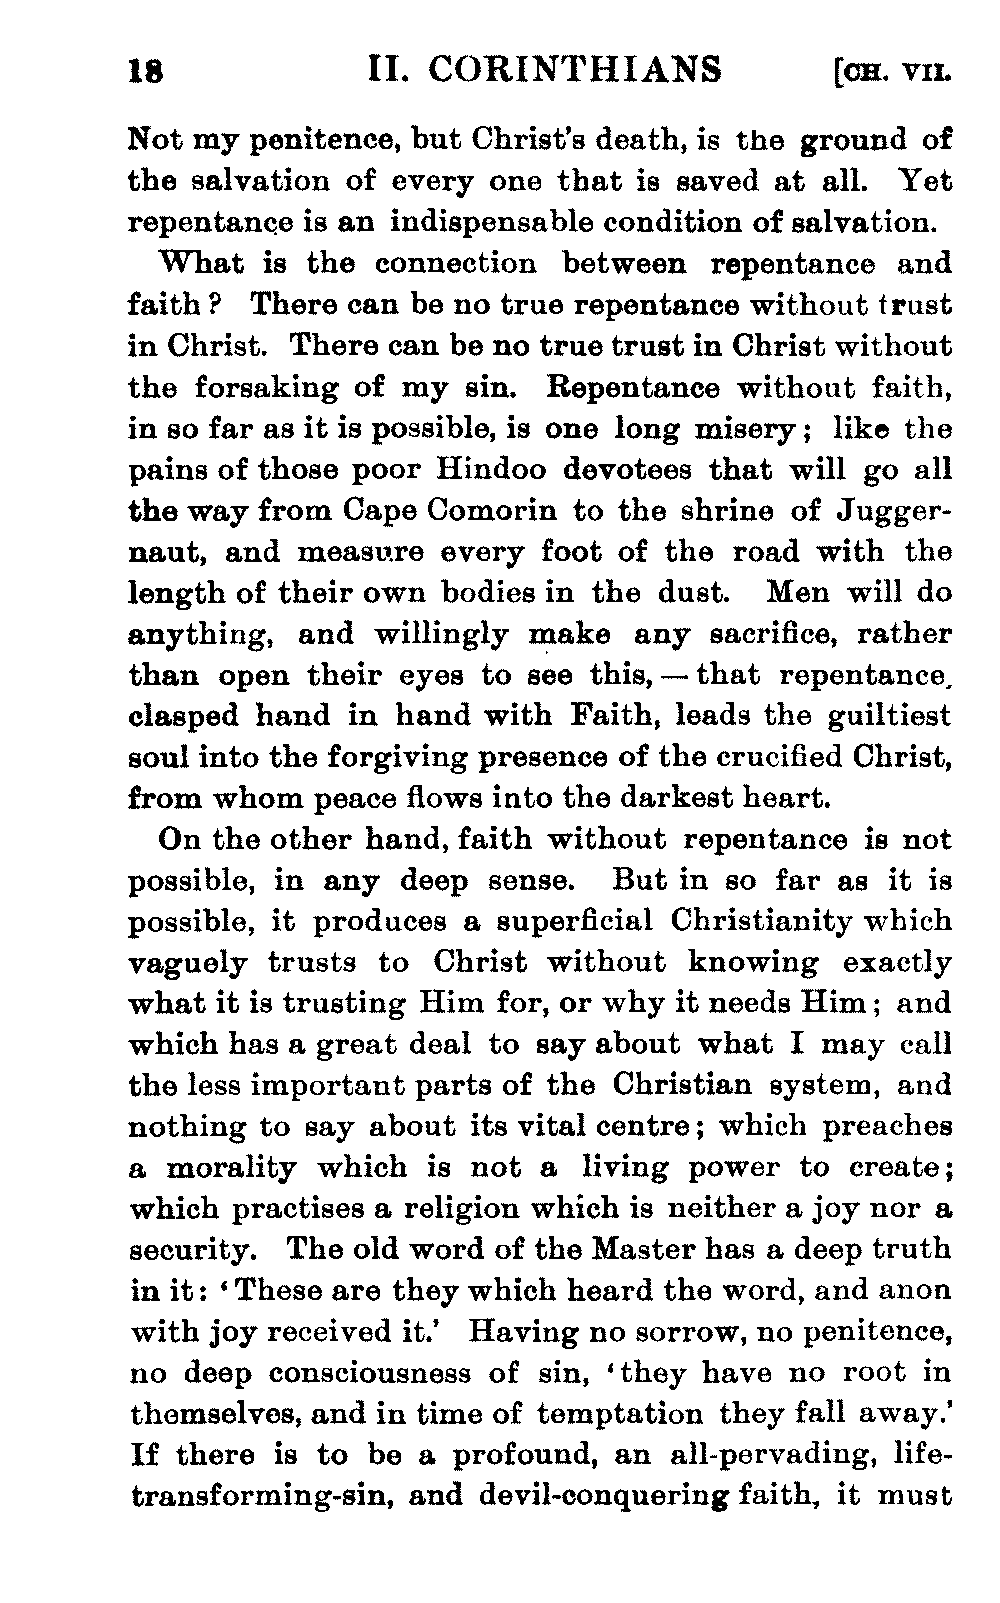 18 II. CORINTHIANS [CH. VII.
Not my penitence, but Christ's death, is the ground of
the salvation of every one that is saved at all. Yet
repentance is an indispensable condition of salvation.
What is the connection between repentance and
faith? There can be no true repentance without trust
in Christ. There can be no true trust in Christ without
the forsaking of my sin. Repentance without faith,
in so far as it is possible, is one long misery; like the
pains of those poor Hindoo devotees that will go all
the way from Cape Comorin to the shrine of Jugger-
naut, and measure every foot of the road with the
length of their own bodies in the dust. Men will do
anything, and willingly make any sacrifice, rather
than open their eyes to see this,—that repentance,
clasped hand in hand with Faith, leads the guiltiest
soul into the forgiving presence of the crucified Christ,
from whom peace flows into the darkest heart.
On the other hand, faith without repentance is not
possible, in any deep sense. But in so far as it is
possible, it produces a superficial Christianity which
vaguely trusts to Christ without knowing exactly
what it is trusting Him for, or why it needs Him; and
which has a great deal to say about what I may call
the less important parts of the Christian system, and
nothing to say about its vital centre; which preaches
a morality which is not a living power to create;
which practises a religion which is neither a joy nor a
security. The old word of the Master has a deep truth
in it: 'These are they which heard the word, and anon
with joy received it.' Having no sorrow, no penitence,
no deep consciousness of sin, 'they have no root in
themselves, and in time of temptation they fall away.'
If there is to be a profound, an all-pervading, life-
transforming-sin, and devil-conquering faith, it must